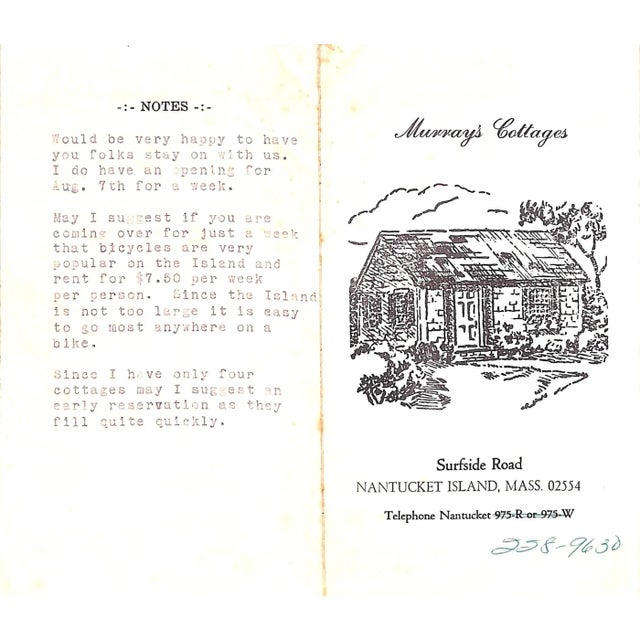 -:- NOTES -:-
Would be very happy to have
you folks stay on with us.
I do have an opening for
Aug. 7th for a week.
May I suggest if you are
coming over for just a week
that bicycles are very
popular on the Island and
rent for $7.50 per week
per person. Since the Island
is not too large it is easy
to go most anywhere on a
bike.
Since I have only four
cottages may I suggest an
early reservation as they
fill quite quickly.
Murray's Cottages
Surfside Road
NANTUCKET ISLAND, MASS. 02554
Telephone Nantucket 975-R or 975-W
228-9630